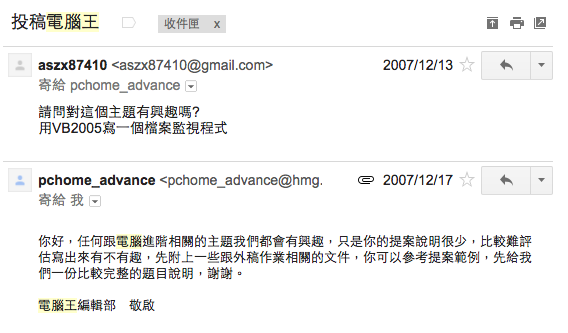 投稿電腦王
收件匣 x
aszx87410 <aszx87410@gmail.com>
2007/12/13
寄給 pchome_advance
請問對這個主題有興趣嗎?
用VB2005寫一個檔案監視程式
pchome_advance <pchome_advance@hmg.
2007/12/17
寄給 我
你好，任何跟電腦進階相關的主題我們都會有興趣，只是你的提案說明很少，比較難評
估寫出來有不有趣，先附上一些跟外稿作業相關的文件，你可以參考提案範例，先給我
們一份比較完整的題目說明，謝謝。
電腦王編輯部　敬啟